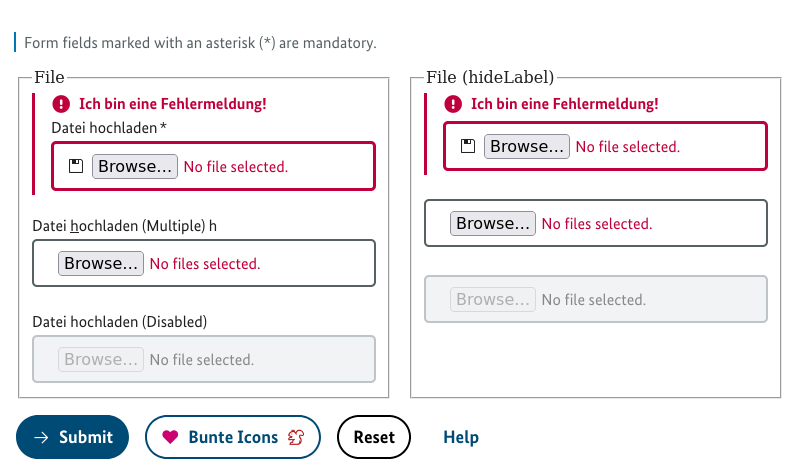 Form fields marked with an asterisk (*) are mandatory.
File
Ich bin eine Fehlermeldung!
Datei hochladen *
Browse... No file selected.
Datei hochladen (Multiple) h
Browse... No files selected.
Datei hochladen (Disabled)
Browse... No file selected.
File (hideLabel)
Ich bin eine Fehlermeldung!
Browse... No file selected.
Browse... No files selected.
Browse... No file selected.
Submit
Bunte Icons
Reset
Help